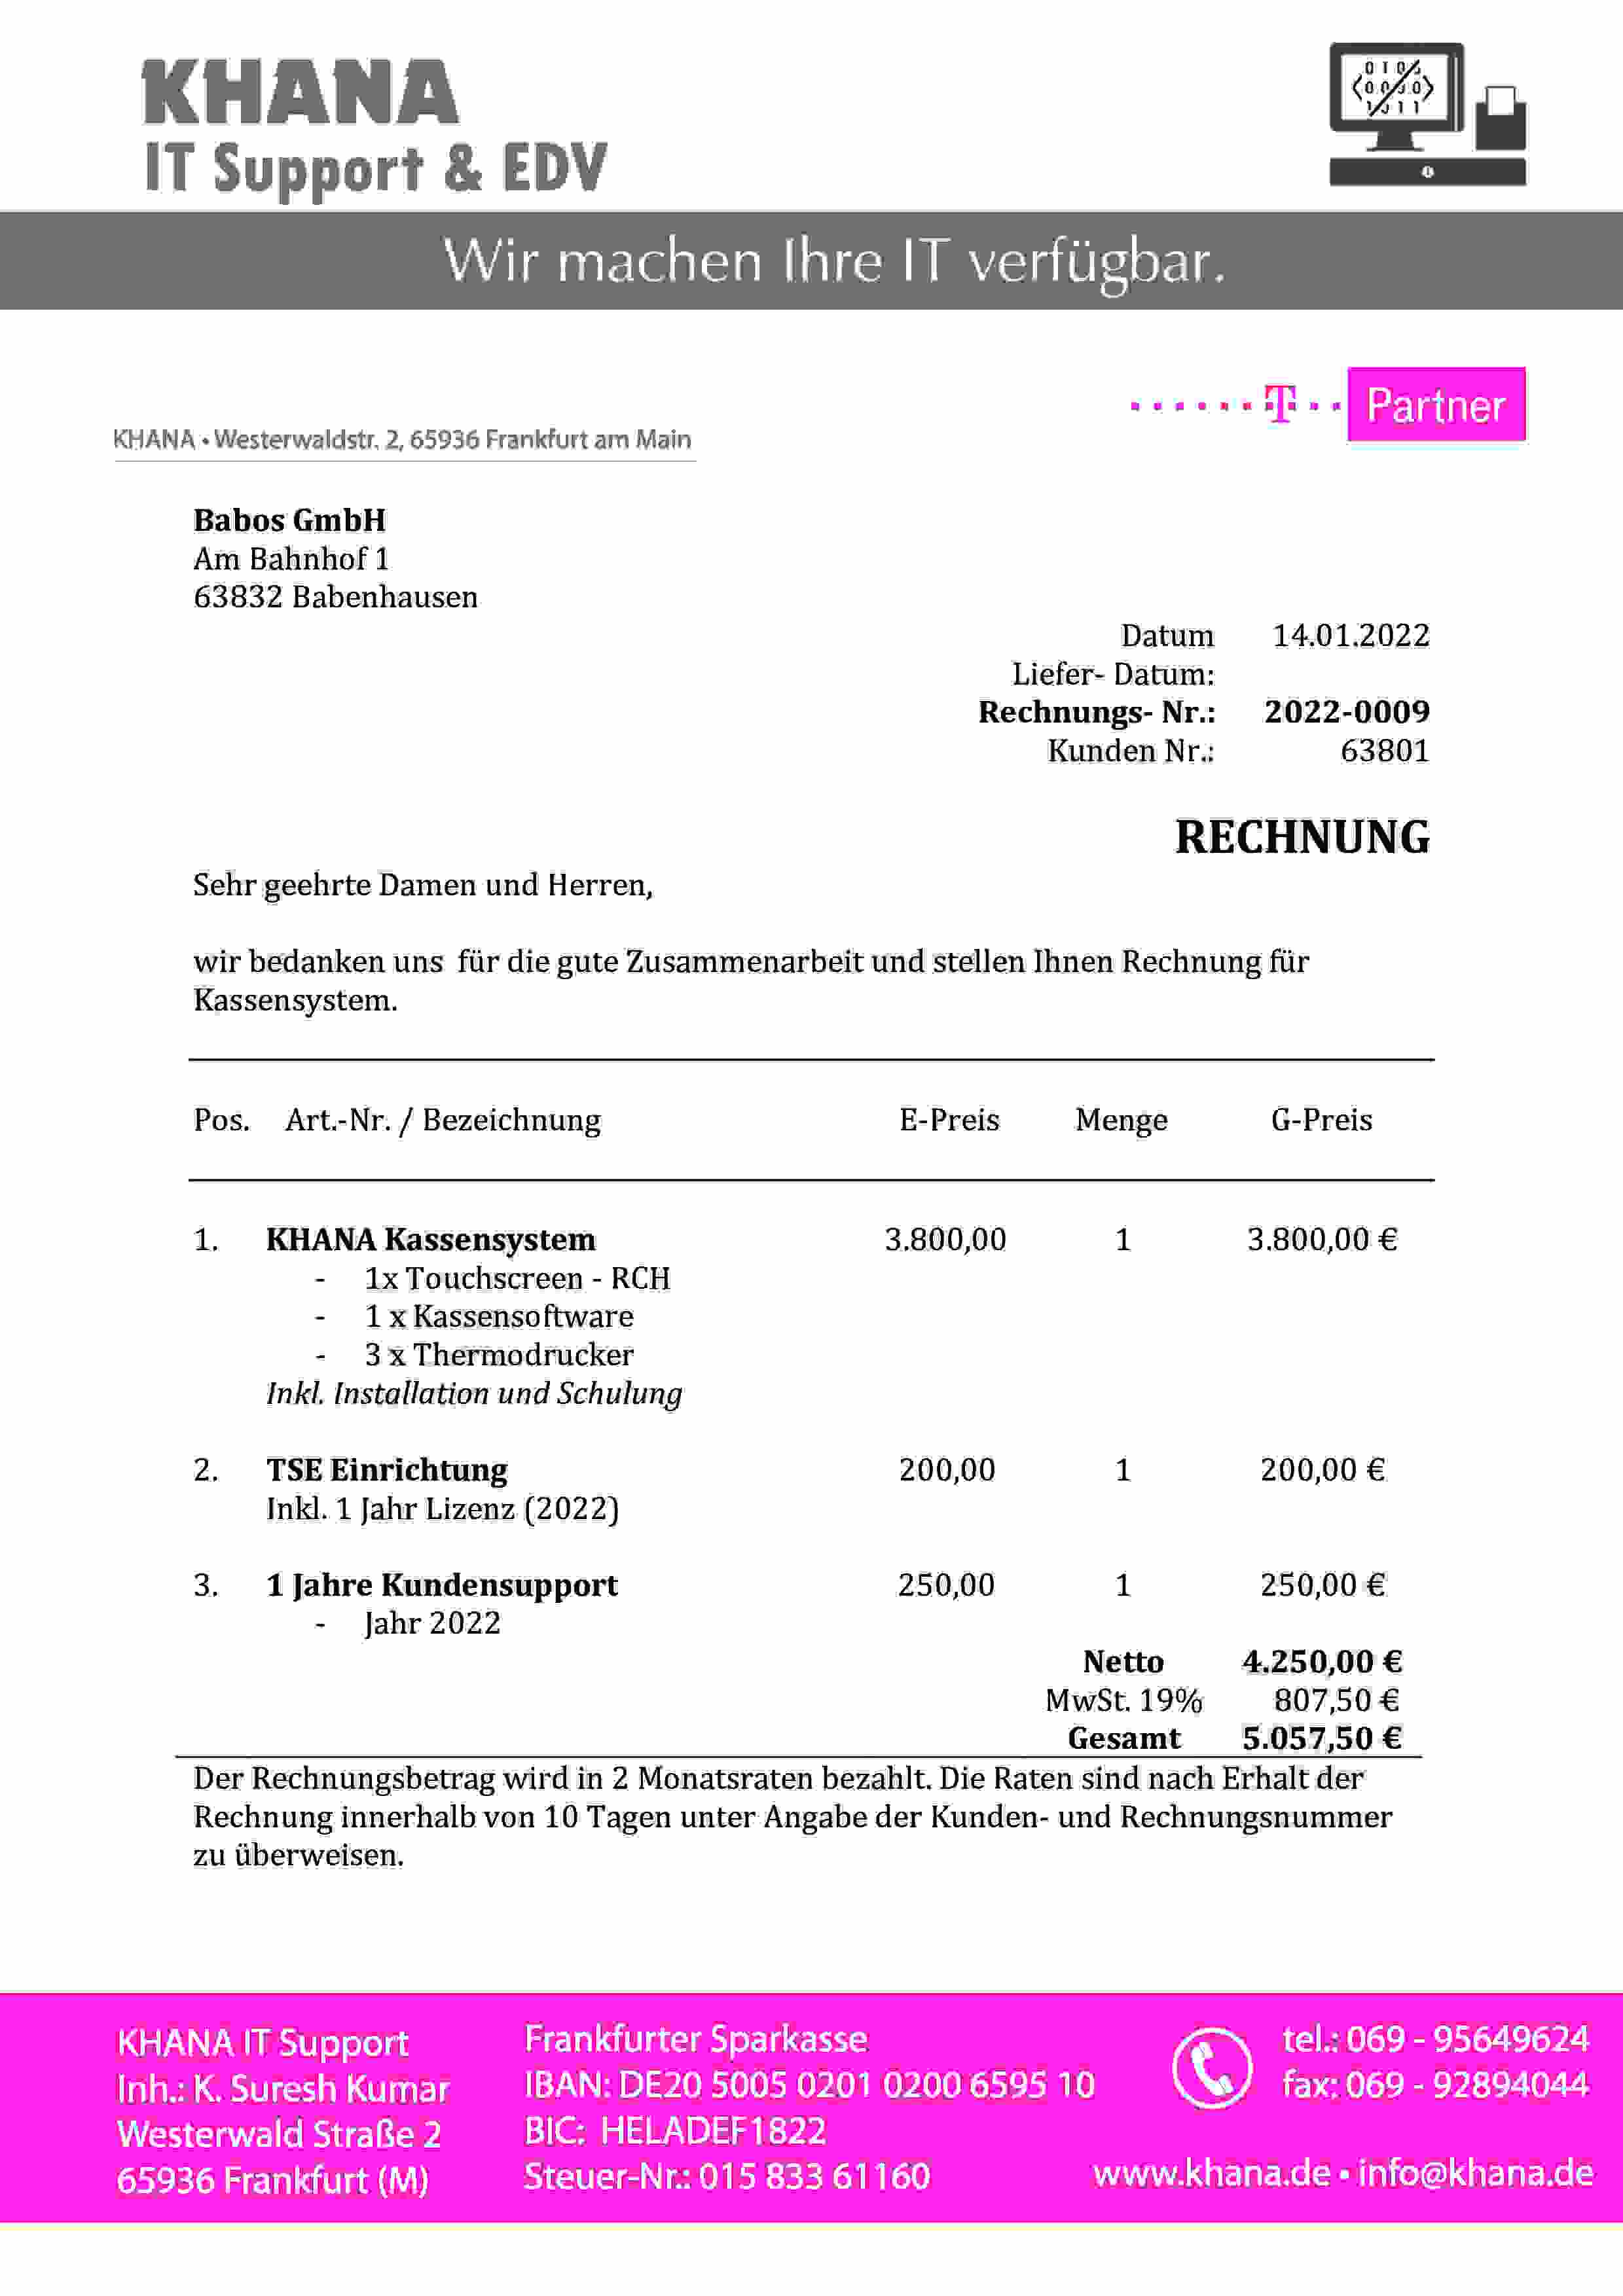 KHANA
IT Support & EDV
Wir machen Ihre IT verfügbar.
T Partner
KHANA • Westerwaldstr. 2, 65936 Frankfurt am Main
Babos GmbH
Am Bahnhof 1
63832 Babenhausen
Datum 14.01.2022
Liefer- Datum:
Rechnungs- Nr.: 2022-0009
Kunden Nr.: 63801
RECHNUNG
Sehr geehrte Damen und Herren,
wir bedanken uns für die gute Zusammenarbeit und stellen Ihnen Rechnung für
Kassensystem.
Pos. Art.-Nr. / Bezeichnung E-Preis Menge G-Preis
1. KHANA Kassensystem 3.800,00 1 3.800,00 €
- 1x Touchscreen - RCH
- 1 x Kassensoftware
- 3 x Thermodrucker
Inkl. Installation und Schulung
2. TSE Einrichtung 200,00 1 200,00 €
Inkl. 1 Jahr Lizenz (2022)
3. 1 Jahre Kundensupport 250,00 1 250,00 €
- Jahr 2022
Netto 4.250,00 €
MwSt. 19% 807,50 €
Gesamt 5.057,50 €
Der Rechnungsbetrag wird in 2 Monatsraten bezahlt. Die Raten sind nach Erhalt der
Rechnung innerhalb von 10 Tagen unter Angabe der Kunden- und Rechnungsnummer
zu überweisen.
KHANA IT Support
Inh.: K. Suresh Kumar
Westerwald Straße 2
65936 Frankfurt (M)
Frankfurter Sparkasse
IBAN: DE20 5005 0201 0200 6595 10
BIC: HELADEF1822
Steuer-Nr.: 015 833 61160
tel.: 069 - 95649624
fax: 069 - 92894044
www.khana.de • info@khana.de